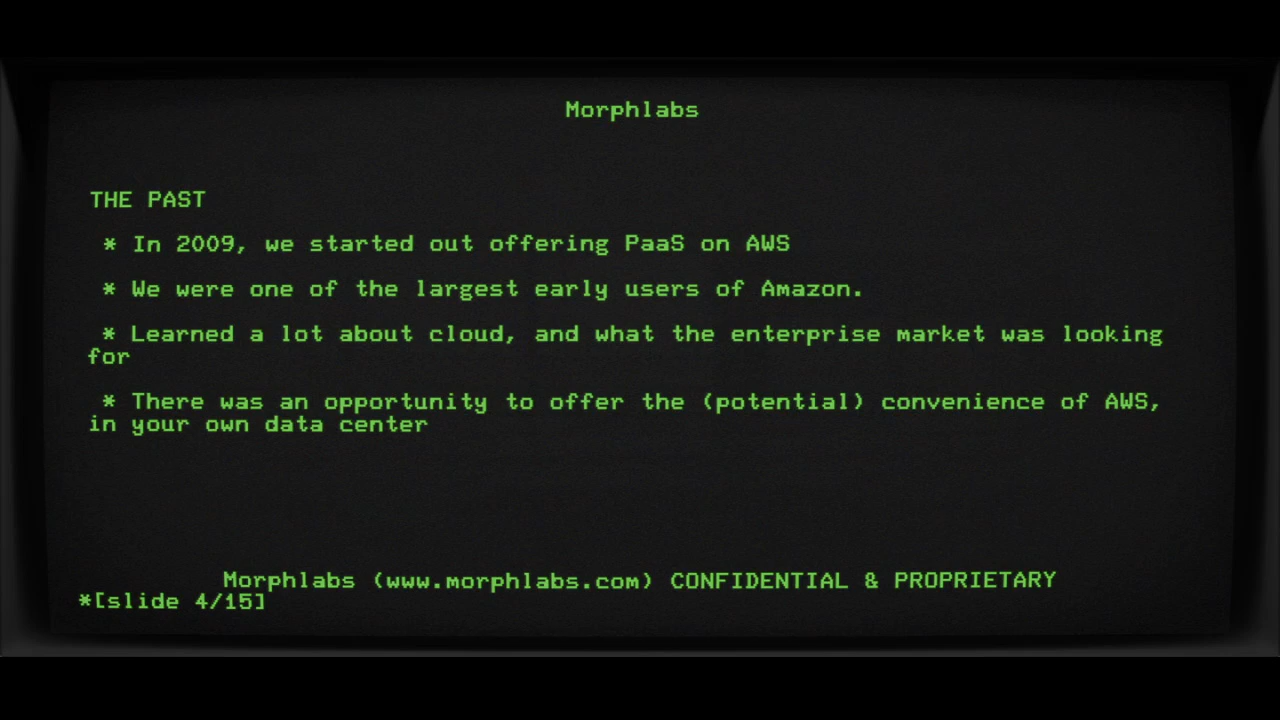 Morphlabs
THE PAST
* In 2009, we started out offering PaaS on AWS
* We were one of the largest early users of Amazon.
* Learned a lot about cloud, and what the enterprise market was looking
for
* There was an opportunity to offer the (potential) convenience of AWS,
in your own data center
Morphlabs (www.morphlabs.com) CONFIDENTIAL & PROPRIETARY
*[slide 4/15]